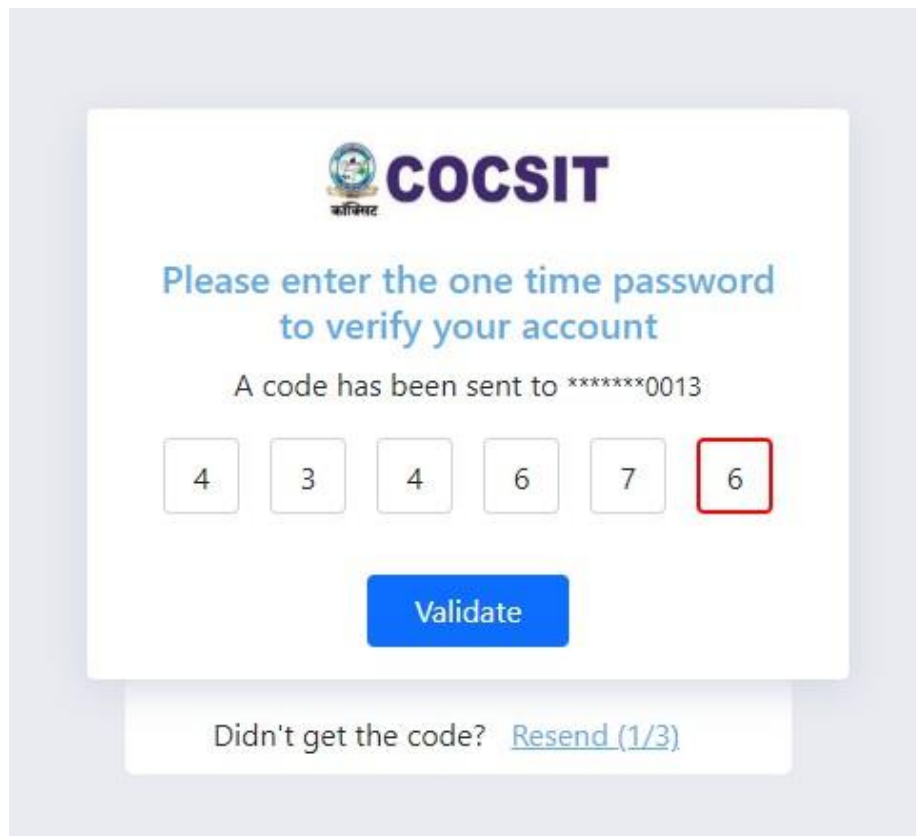 COCSIT
कॉक्सिट
Please enter the one time password
to verify your account
A code has been sent to *******0013
4 3 4 6 7 6
Validate
Didn't get the code? Resend (1/3)